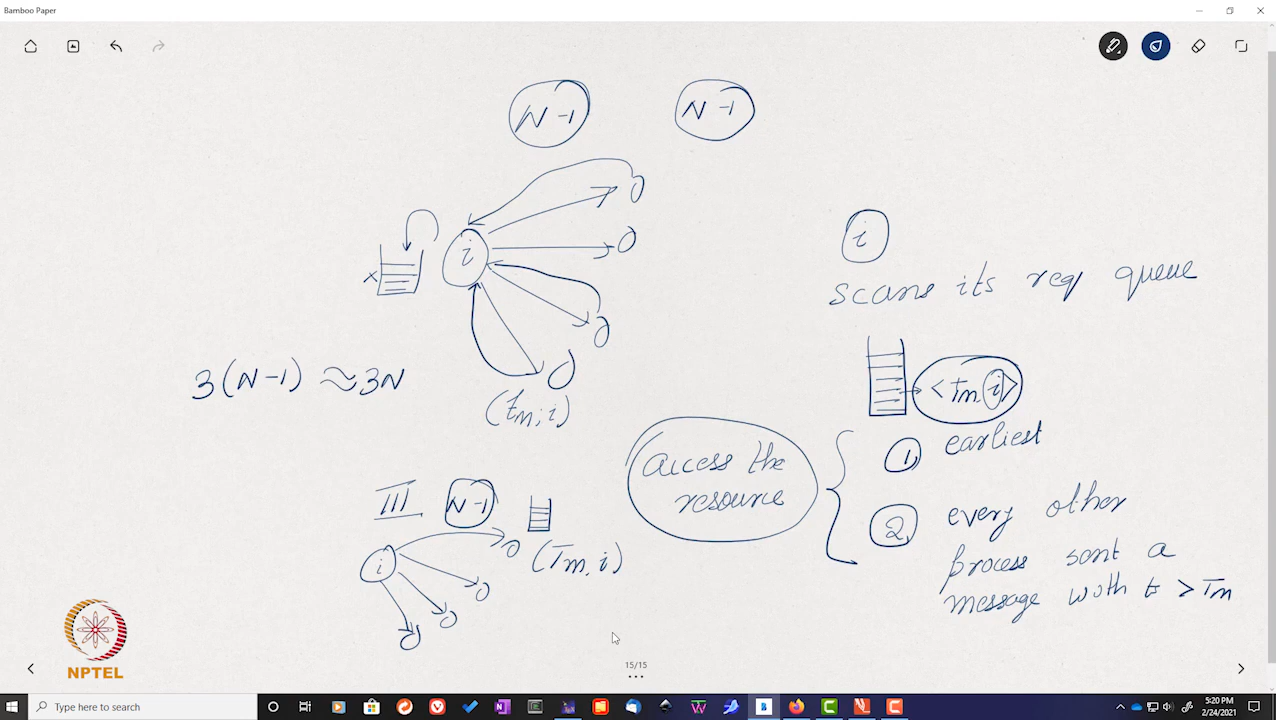 Bamboo Paper
N-1
N-1
i
i
scans its req queue
3(N-1) ≈ 3N
(tm, i)
<Tm i>
1, earliest
access the
resource
2, every other
process sent a
message with ts > Tm
III N-1
i
(Tm, i)
NPTEL
15/15
Type here to search
5:20 PM
2/24/2021